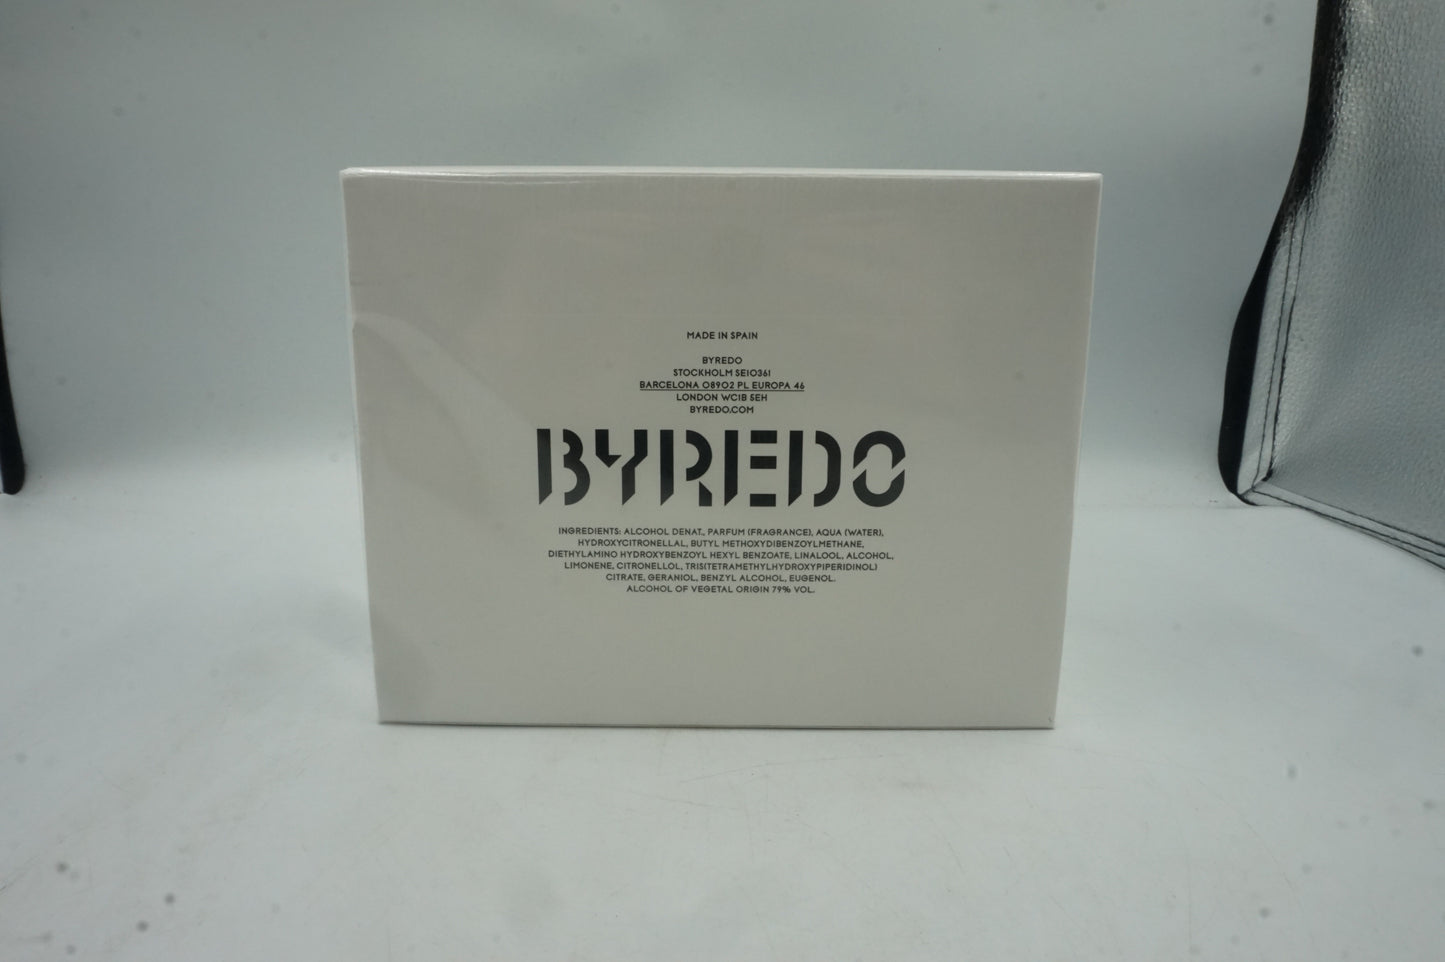 MADE IN SPAIN
BYREDO
STOCKHOLM SE10361
BARCELONA 08902 PL EUROPA 46
LONDON WC1B 5EH
BYREDO.COM
BYREDO
INGREDIENTS: ALCOHOL DENAT., PARFUM (FRAGRANCE), AQUA (WATER),
HYDROXYCITRONELLAL, BUTYL METHOXYDIBENZOYLMETHANE,
DIETHYLAMINO HYDROXYBENZOYL HEXYL BENZOATE, LINALOOL, ALCOHOL,
LIMONENE, CITRONELLOL, TRIS(TETRAMETHYLHYDROXYPIPERIDINOL)
CITRATE, GERANIOL, BENZYL ALCOHOL, EUGENOL.
ALCOHOL OF VEGETAL ORIGIN 79% VOL.